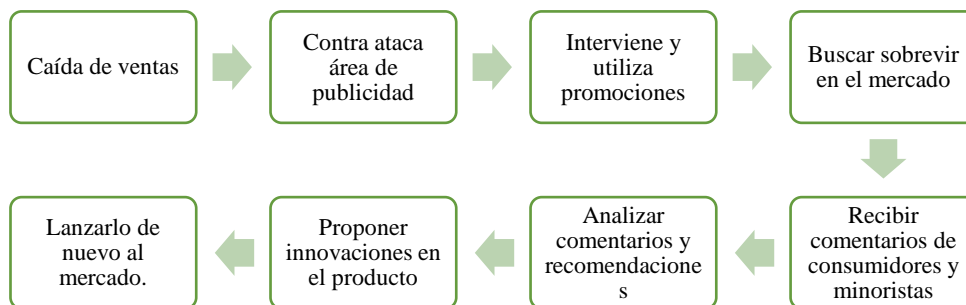 Caída de ventas
Contra ataca
área de
publicidad
Interviene y
utiliza
promociones
Buscar sobrevir
en el mercado
Recibir
comentarios de
consumidores y
minoristas
Analizar
comentarios y
recomendacione
s
Proponer
innovaciones en
el producto
Lanzarlo de
nuevo al
mercado.